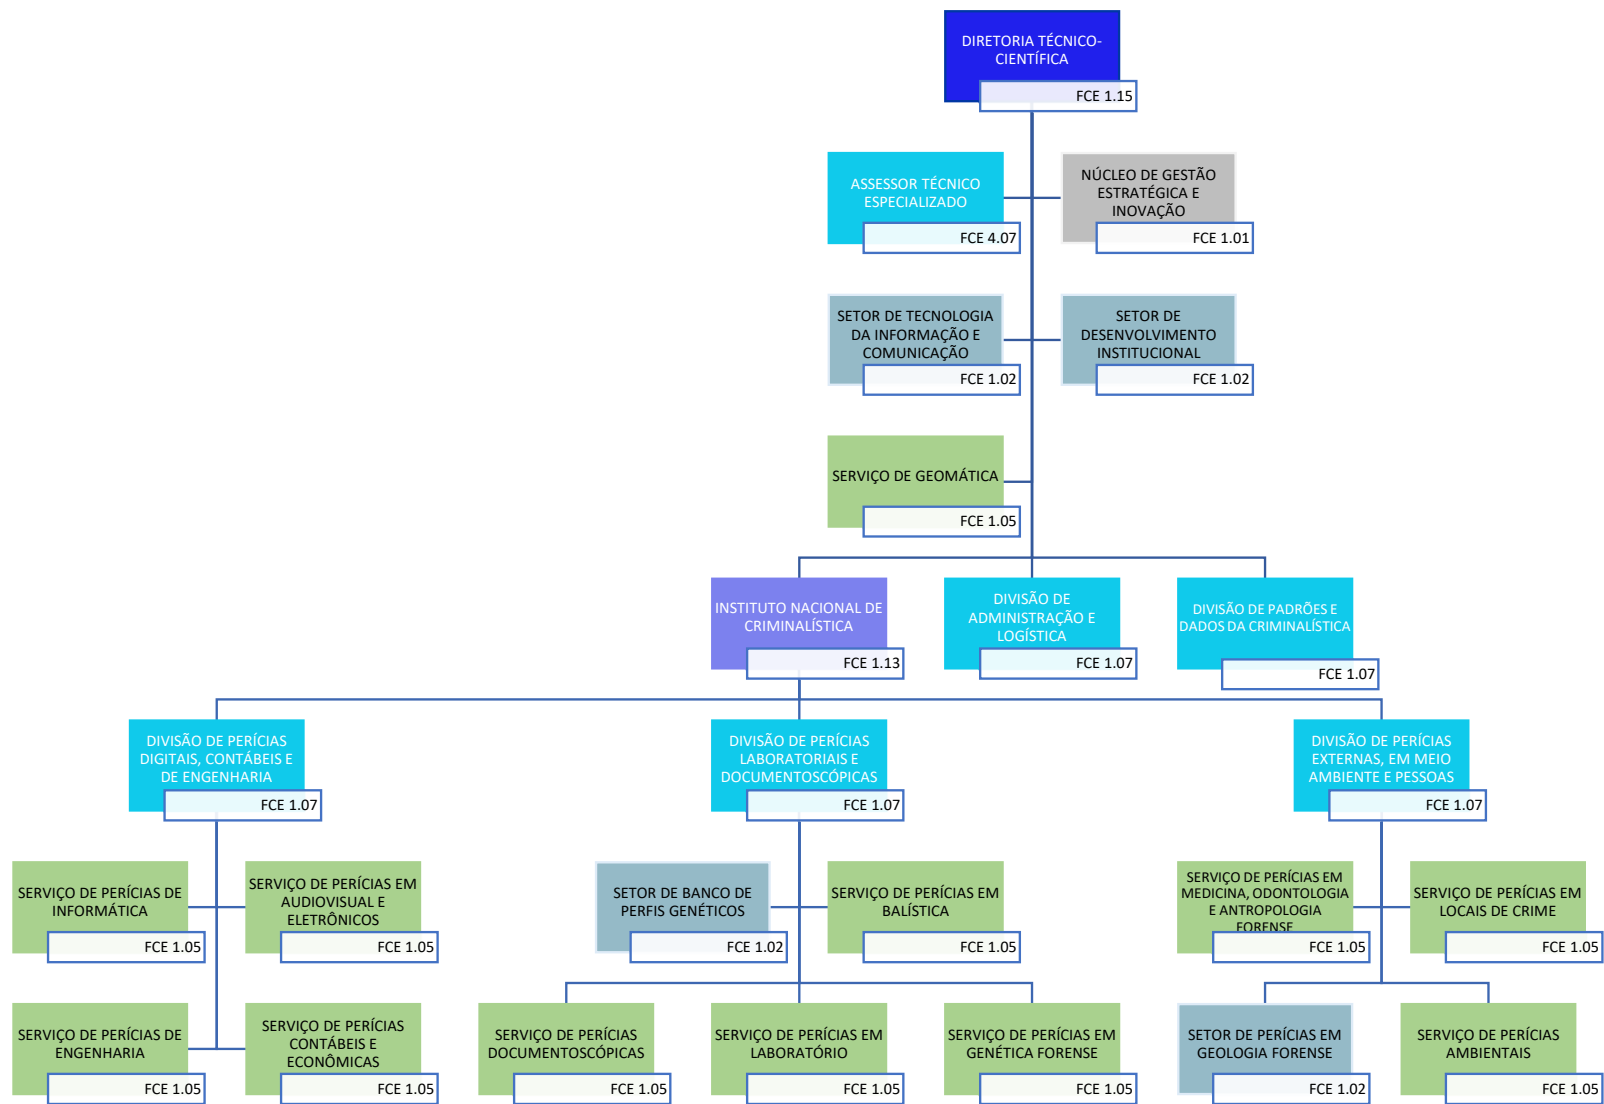 DIRETORIA TÉCNICO-
CIENTÍFICA
FCE 1.15
ASSESSOR TÉCNICO
ESPECIALIZADO
FCE 4.07
NÚCLEO DE GESTÃO
ESTRATÉGICA E
INOVAÇÃO
FCE 1.01
SETOR DE TECNOLOGIA
DA INFORMAÇÃO E
COMUNICAÇÃO
FCE 1.02
SETOR DE
DESENVOLVIMENTO
INSTITUCIONAL
FCE 1.02
SERVIÇO DE GEOMÁTICA
FCE 1.05
INSTITUTO NACIONAL DE
CRIMINALÍSTICA
FCE 1.13
DIVISÃO DE
ADMINISTRAÇÃO E
LOGÍSTICA
FCE 1.07
DIVISÃO DE PADRÕES E
DADOS DA CRIMINALÍSTICA
FCE 1.07
DIVISÃO DE PERÍCIAS
DIGITAIS, CONTÁBEIS E
DE ENGENHARIA
FCE 1.07
DIVISÃO DE PERÍCIAS
LABORATORIAIS E
DOCUMENTOSCÓPICAS
FCE 1.07
DIVISÃO DE PERÍCIAS
EXTERNAS, EM MEIO
AMBIENTE E PESSOAS
FCE 1.07
SERVIÇO DE PERÍCIAS DE
INFORMÁTICA
FCE 1.05
SERVIÇO DE PERÍCIAS EM
AUDIOVISUAL E
ELETRÔNICOS
FCE 1.05
SETOR DE BANCO DE
PERFIS GENÉTICOS
FCE 1.02
SERVIÇO DE PERÍCIAS EM
BALÍSTICA
FCE 1.05
SERVIÇO DE PERÍCIAS EM
MEDICINA, ODONTOLOGIA
E ANTROPOLOGIA
FORENSE
FCE 1.05
SERVIÇO DE PERÍCIAS EM
LOCAIS DE CRIME
FCE 1.05
SERVIÇO DE PERÍCIAS DE
ENGENHARIA
FCE 1.05
SERVIÇO DE PERÍCIAS
CONTÁBEIS E
ECONÔMICAS
FCE 1.05
SERVIÇO DE PERÍCIAS
DOCUMENTOSCÓPICAS
FCE 1.05
SERVIÇO DE PERÍCIAS EM
LABORATÓRIO
FCE 1.05
SERVIÇO DE PERÍCIAS EM
GENÉTICA FORENSE
FCE 1.05
SETOR DE PERÍCIAS EM
GEOLOGIA FORENSE
FCE 1.02
SERVIÇO DE PERÍCIAS
AMBIENTAIS
FCE 1.05